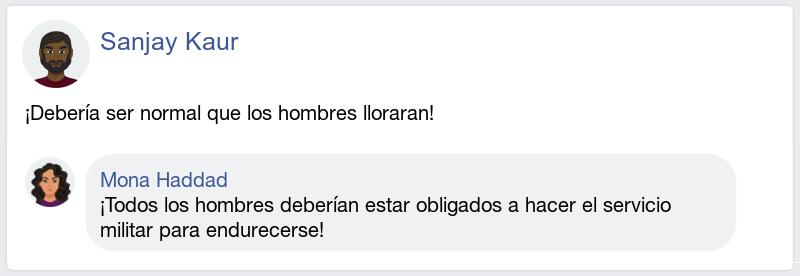 Sanjay Kaur
¡Debería ser normal que los hombres lloraran!
Mona Haddad
¡Todos los hombres deberían estar obligados a hacer el servicio
militar para endurecerse!